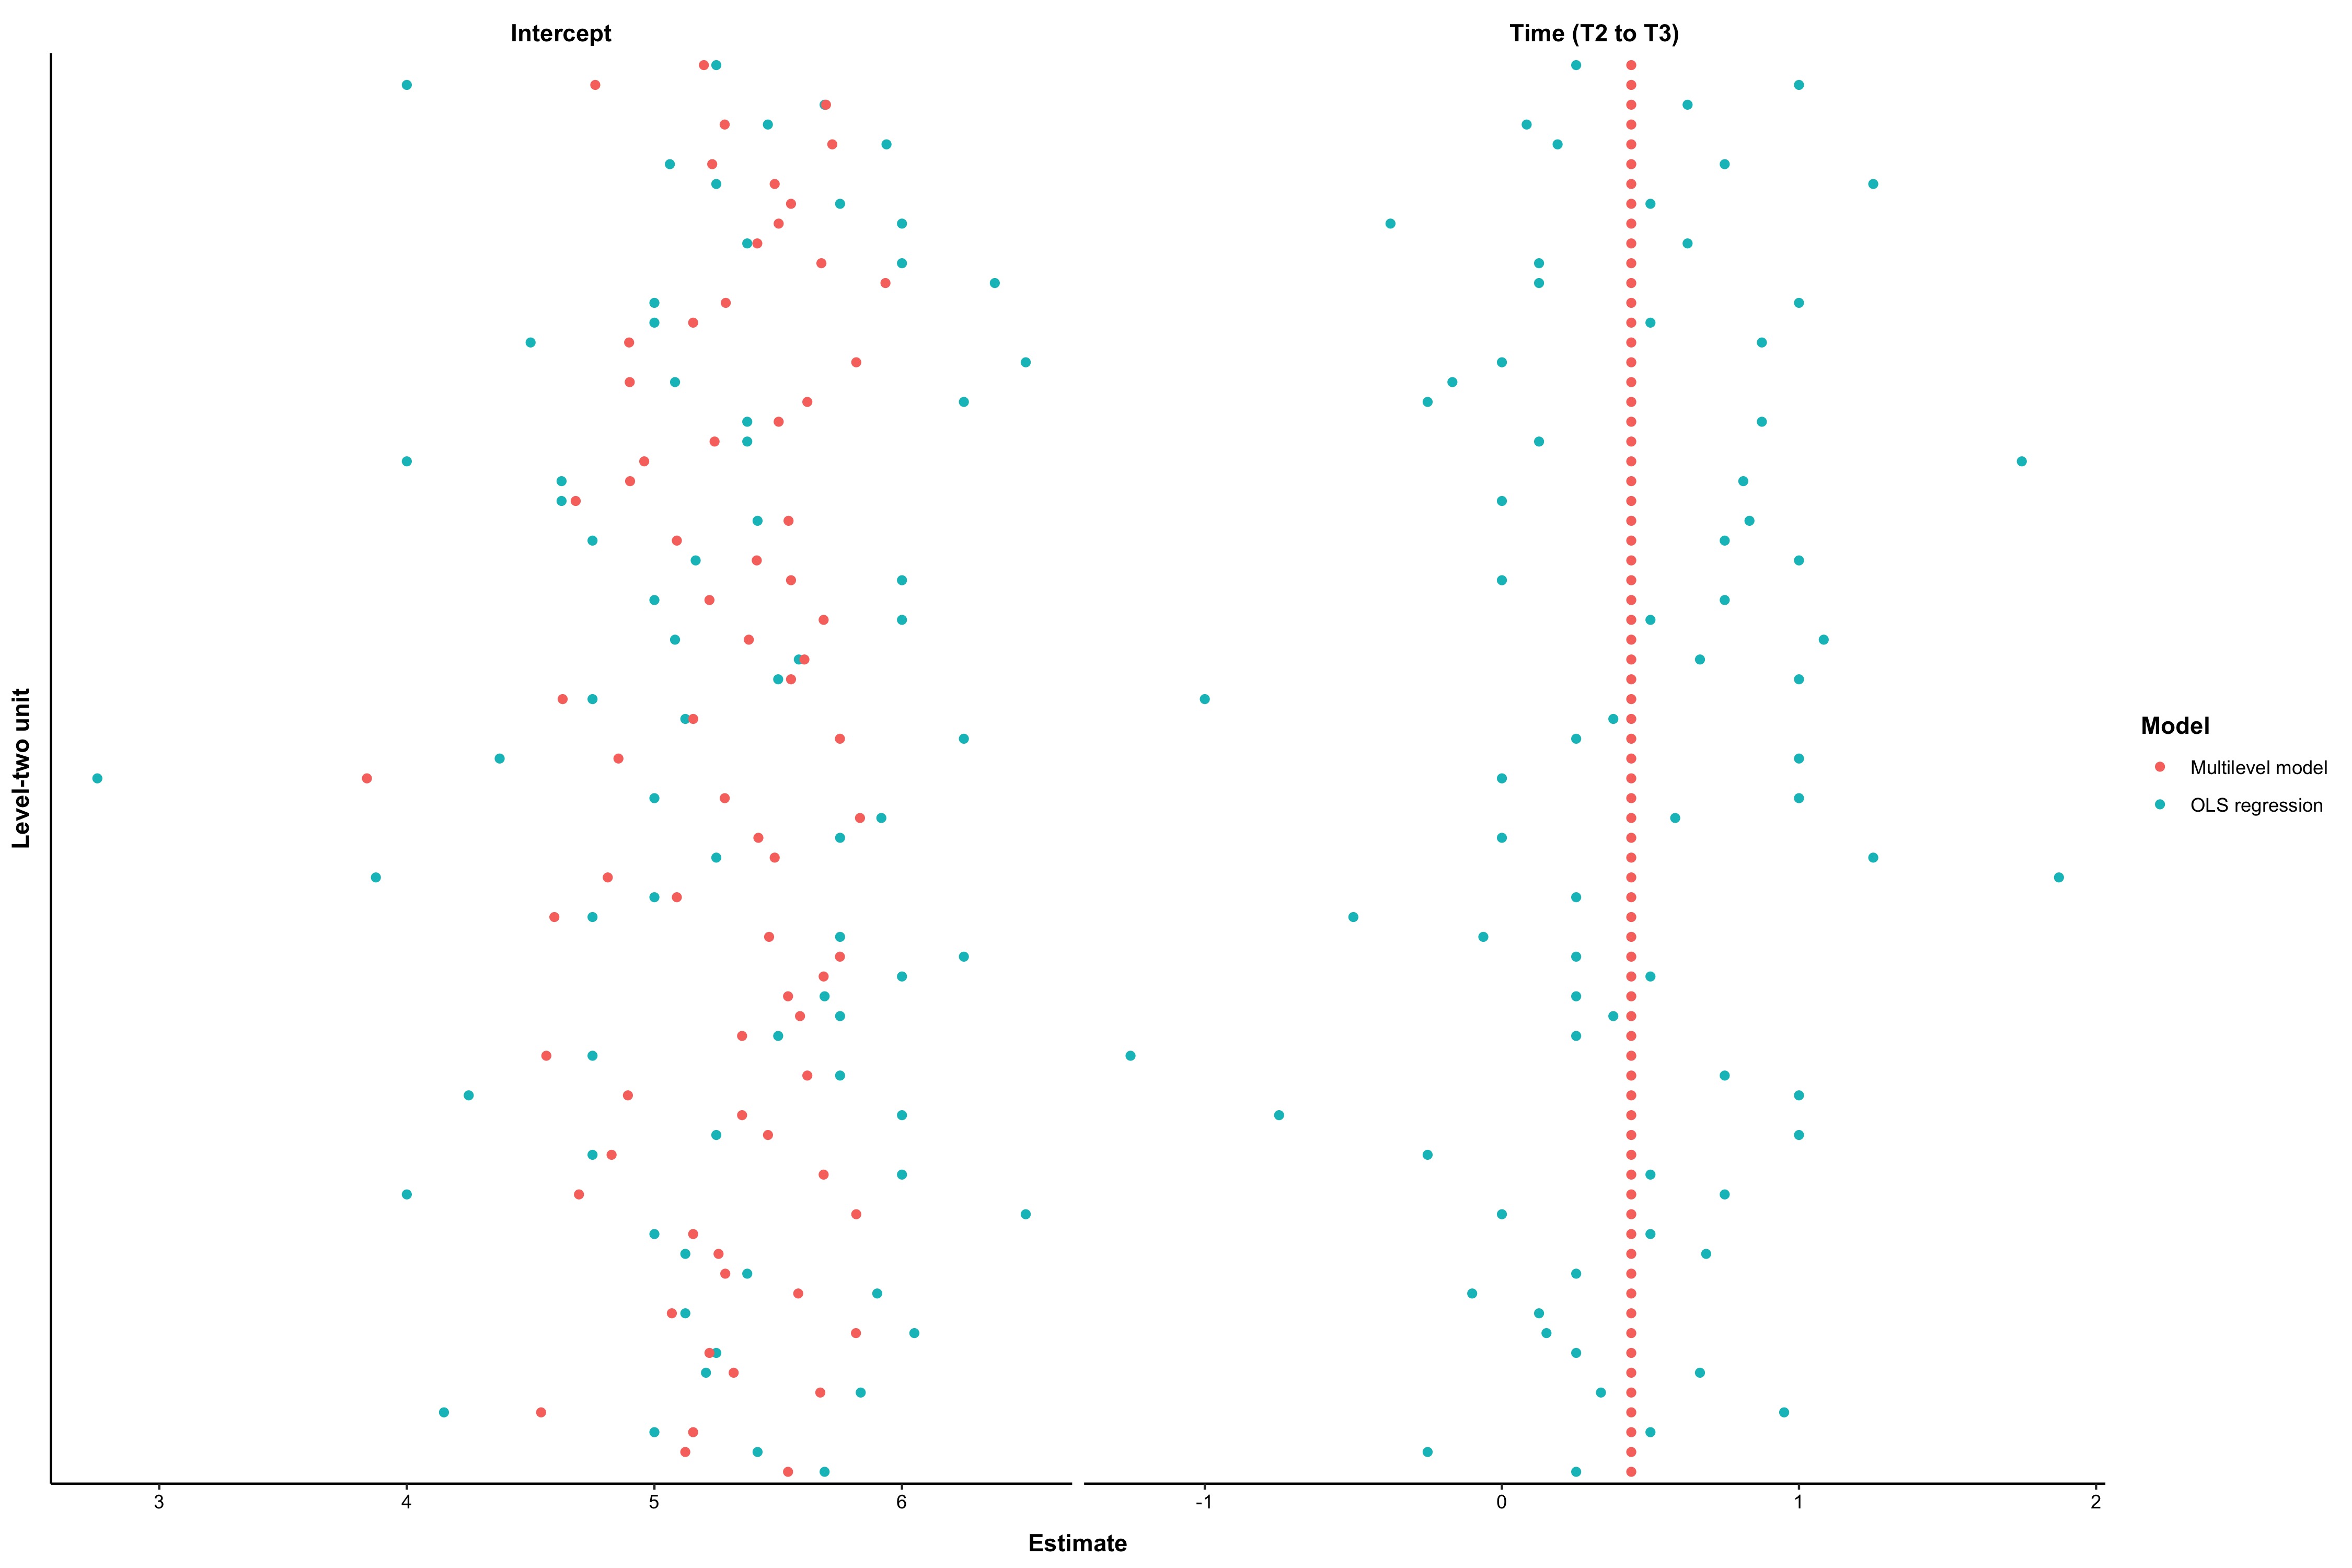 Intercept
Time (T2 to T3)
Level-two unit
Model
Multilevel model
OLS regression
3 4 5 6 -1 0 1 2
Estimate